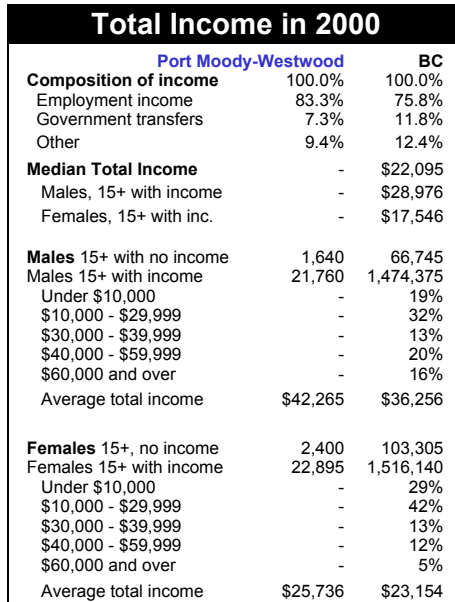 Total Income in 2000
Port Moody-Westwood BC
Composition of income 100.0% 100.0%
Employment income 83.3% 75.8%
Government transfers 7.3% 11.8%
Other 9.4% 12.4%
Median Total Income - $22,095
Males, 15+ with income - $28,976
Females, 15+ with inc. - $17,546
Males 15+ with no income 1,640 66,745
Males 15+ with income 21,760 1,474,375
Under $10,000 - 19%
$10,000 - $29,999 - 32%
$30,000 - $39,999 - 13%
$40,000 - $59,999 - 20%
$60,000 and over - 16%
Average total income $42,265 $36,256
Females 15+, no income 2,400 103,305
Females 15+ with income 22,895 1,516,140
Under $10,000 - 29%
$10,000 - $29,999 - 42%
$30,000 - $39,999 - 13%
$40,000 - $59,999 - 12%
$60,000 and over - 5%
Average total income $25,736 $23,154